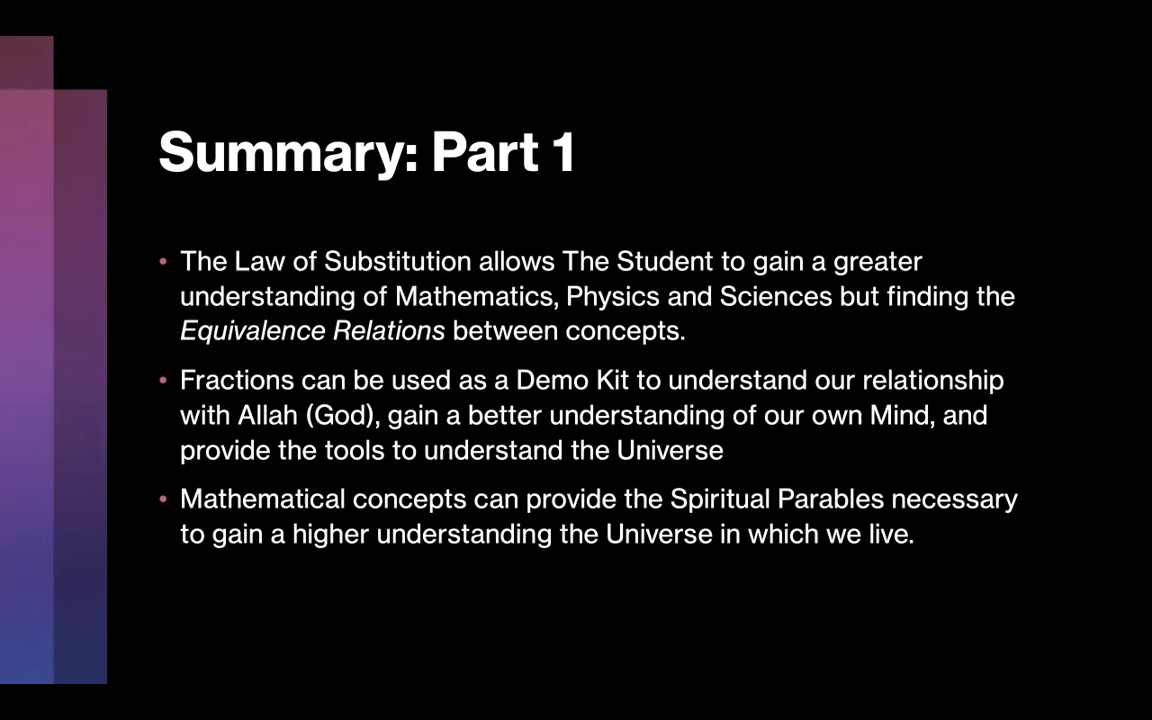 Summary: Part 1
• The Law of Substitution allows The Student to gain a greater
understanding of Mathematics, Physics and Sciences but finding the
Equivalence Relations between concepts.
• Fractions can be used as a Demo Kit to understand our relationship
with Allah (God), gain a better understanding of our own Mind, and
provide the tools to understand the Universe
• Mathematical concepts can provide the Spiritual Parables necessary
to gain a higher understanding the Universe in which we live.